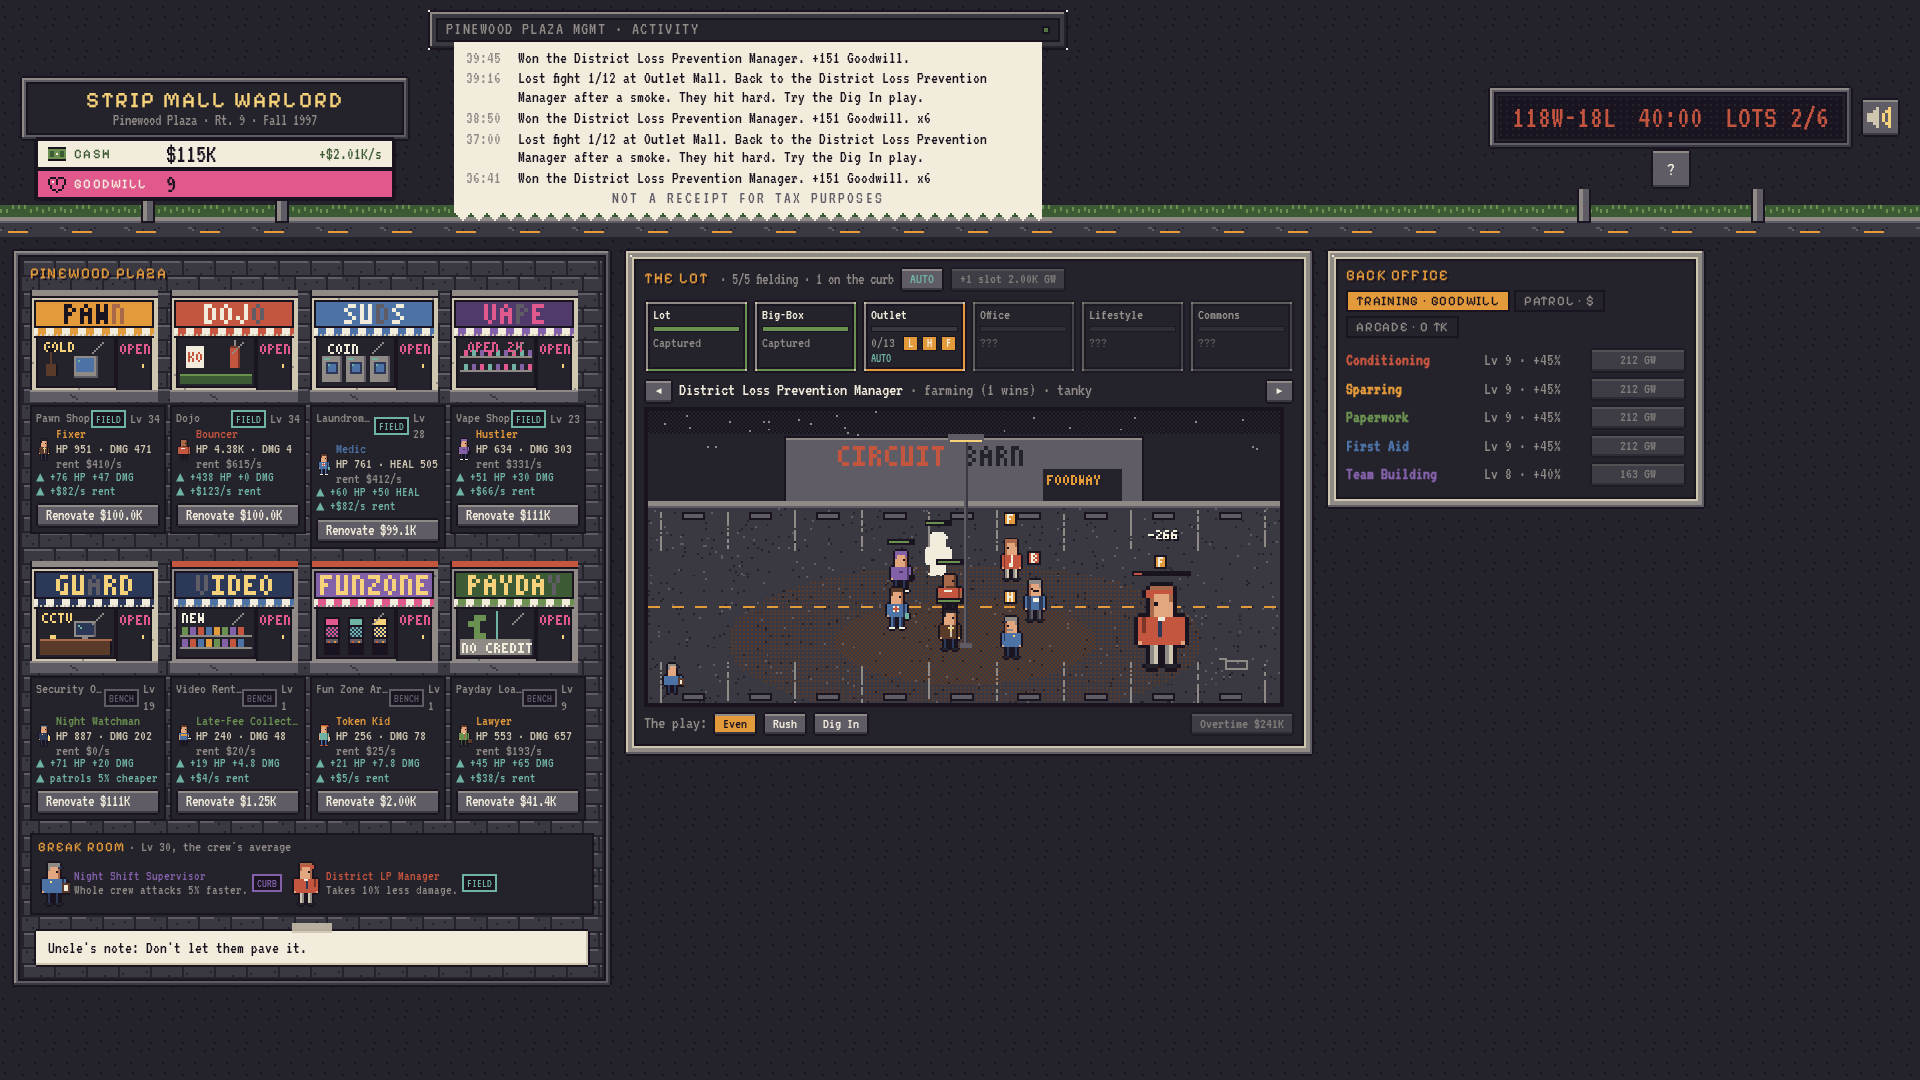 PINEWOOD PLAZA MGMT · ACTIVITY
39:45 Won the District Loss Prevention Manager. +151 Goodwill.
39:16 Lost fight 1/12 at Outlet Mall. Back to the District Loss Prevention
Manager after a smoke. They hit hard. Try the Dig In play.
38:50 Won the District Loss Prevention Manager. +151 Goodwill. x6
37:00 Lost fight 1/12 at Outlet Mall. Back to the District Loss Prevention
Manager after a smoke. They hit hard. Try the Dig In play.
36:41 Won the District Loss Prevention Manager. +151 Goodwill. x6
NOT A RECEIPT FOR TAX PURPOSES
STRIP MALL WARLORD
Pinewood Plaza · Rt. 9 · Fall 1997
CASH $115K +$2.01K/s
GOODWILL 9
118W-18L 40:00 LOTS 2/6
?
PINEWOOD PLAZA
PAWN DOJO SUDS VAPE
GOLD OPEN KO OPEN COIN OPEN OPEN 24 OPEN
Pawn Shop FIELD Lv 34
Fixer
HP 951 · DMG 471
rent $410/s
▲ +76 HP +47 DMG
▲ +$82/s rent
Renovate $100.0K
Dojo FIELD Lv 34
Bouncer
HP 4.38K · DMG 4
rent $615/s
▲ +438 HP +0 DMG
▲ +$123/s rent
Renovate $100.0K
Laundrom… FIELD Lv 28
Medic
HP 761 · HEAL 505
rent $412/s
▲ +60 HP +50 HEAL
▲ +$82/s rent
Renovate $99.1K
Vape Shop FIELD Lv 23
Hustler
HP 634 · DMG 303
rent $331/s
▲ +51 HP +30 DMG
▲ +$66/s rent
Renovate $111K
GUARD VIDEO FUNZONE PAYDAY
CCTV OPEN NEW OPEN OPEN NO CREDIT OPEN
Security O… BENCH Lv 19
Night Watchman
HP 887 · DMG 202
rent $0/s
▲ +71 HP +20 DMG
▲ patrols 5% cheaper
Renovate $111K
Video Rent… BENCH Lv 1
Late-Fee Collect…
HP 240 · DMG 48
rent $20/s
▲ +19 HP +4.8 DMG
▲ +$4/s rent
Renovate $1.25K
Fun Zone Ar… BENCH Lv 1
Token Kid
HP 256 · DMG 78
rent $25/s
▲ +21 HP +7.8 DMG
▲ +$5/s rent
Renovate $2.00K
Payday Loa… BENCH Lv 9
Lawyer
HP 553 · DMG 657
rent $193/s
▲ +45 HP +65 DMG
▲ +$38/s rent
Renovate $41.4K
BREAK ROOM · Lv 30, the crew's average
Night Shift Supervisor
Whole crew attacks 5% faster. CURB
District LP Manager
Takes 10% less damage. FIELD
Uncle's note: Don't let them pave it.
THE LOT · 5/5 fielding · 1 on the curb AUTO +1 slot 2.00K GW
Lot
Captured
Big-Box
Captured
Outlet
0/13 L H F
AUTO
Office
???
Lifestyle
???
Commons
???
◄ District Loss Prevention Manager · farming (1 wins) · tanky ►
CIRCUIT BARN
FOODWAY
F
-266
B
F
H
The play: Even Rush Dig In Overtime $241K
BACK OFFICE
TRAINING · GOODWILL PATROL · $
ARCADE · 0 TK
Conditioning Lv 9 · +45% 212 GW
Sparring Lv 9 · +45% 212 GW
Paperwork Lv 9 · +45% 212 GW
First Aid Lv 9 · +45% 212 GW
Team Building Lv 8 · +40% 163 GW